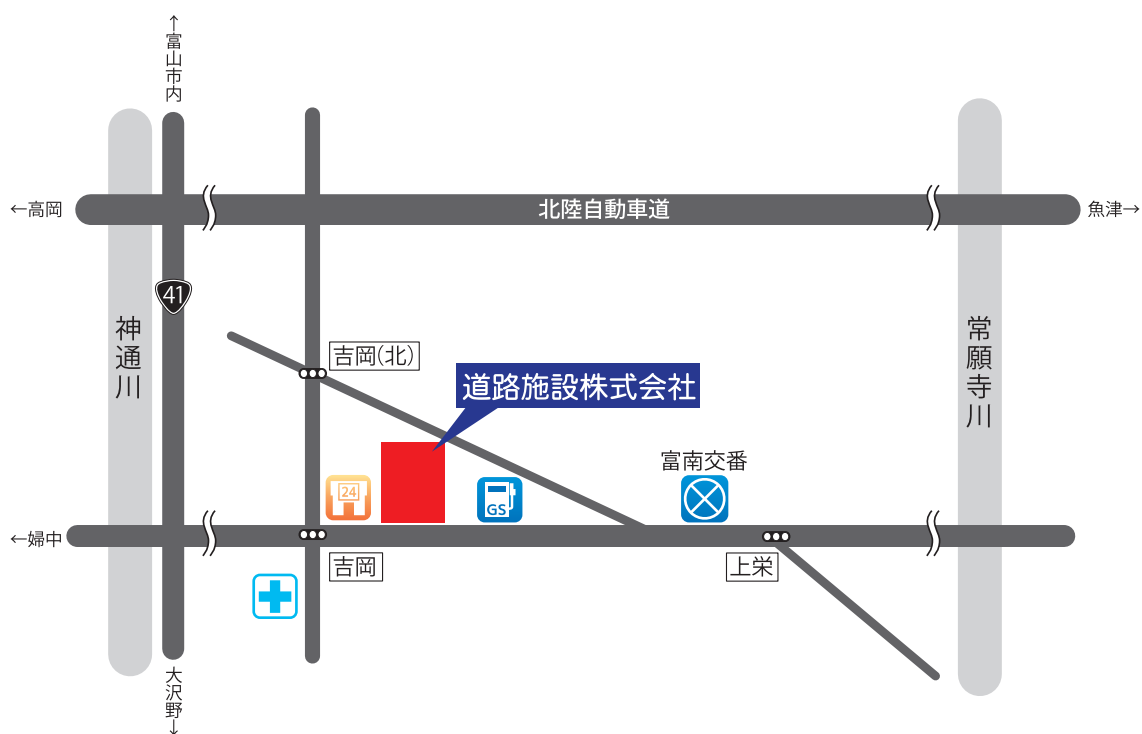 ↑富山市内
北陸自動車道
←高岡
魚津→
41
神通川
常願寺川
吉岡(北)
道路施設株式会社
富南交番
24
GS
←婦中
吉岡
上栄
大沢野↓